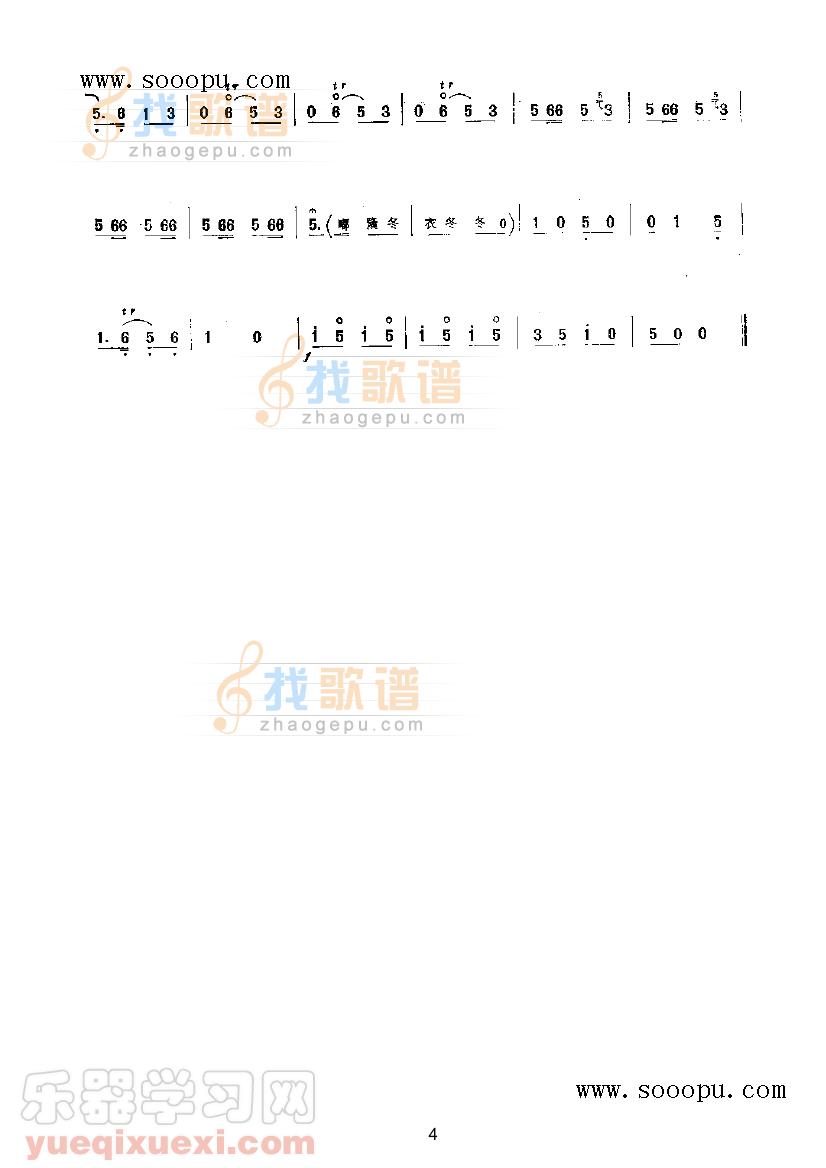 www. sooopu. com
tr tr tr
5. 6 1 3 | 0 6 5 3 | 0 6 5 3 | 0 6 5 3 | 5 66 5 5 3 | 5 66 5 5 3 |
找歌谱
zhaogepu.com
5 66 5 66 | 5 66 5 66 | 5. ( 嘟 冬 | 衣 冬 冬 0 ) | 1 0 5 0 | 0 1 5 |
tr
1. 6 5 6 | 1 0 | i 5 i 5 | i 5 i 5 | 3 5 i 0 | 5 0 0 ||
f
找歌谱
zhaogepu.com
找歌谱
zhaogepu.com
乐器学习网
yueqixuexi.com
www. sooopu. com
4